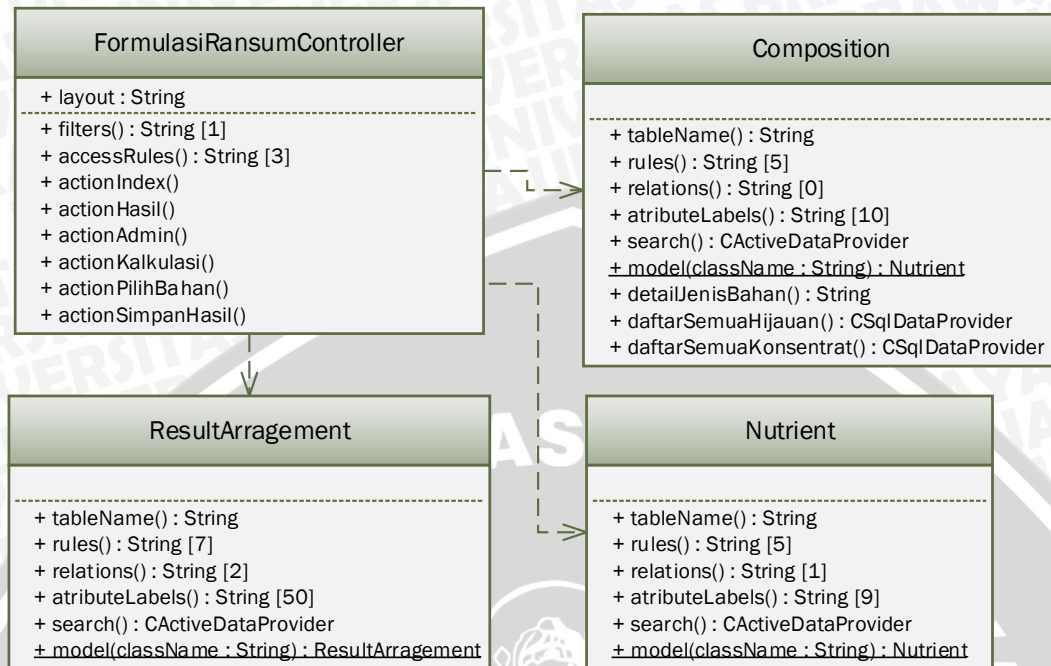 FormulasiRansumController
+ layout : String
+ filters() : String [1]
+ accessRules() : String [3]
+ actionIndex()
+ actionHasil()
+ actionAdmin()
+ actionKalkulasi()
+ actionPilihBahan()
+ actionSimpanHasil()
Composition
+ tableName() : String
+ rules() : String [5]
+ relations() : String [0]
+ atributeLabels() : String [10]
+ search() : CActiveDataProvider
+ model(className : String) : Nutrient
+ detailJenisBahan() : String
+ daftarSemuaHijauan() : CSqlDataProvider
+ daftarSemuaKonsentrat() : CSqlDataProvider
ResultArragement
+ tableName() : String
+ rules() : String [7]
+ relations() : String [2]
+ atributeLabels() : String [50]
+ search() : CActiveDataProvider
+ model(className : String) : ResultArragement
Nutrient
+ tableName() : String
+ rules() : String [5]
+ relations() : String [1]
+ atributeLabels() : String [9]
+ search() : CActiveDataProvider
+ model(className : String) : Nutrient